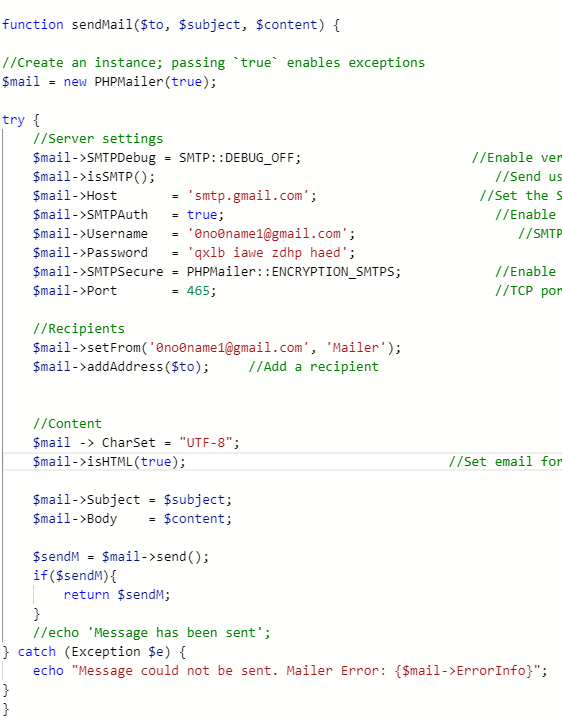 function sendMail($to, $subject, $content) {
//Create an instance; passing `true` enables exceptions
$mail = new PHPMailer(true);
try {
//Server settings
$mail->SMTPDebug = SMTP::DEBUG_OFF; //Enable ver
$mail->isSMTP(); //Send us
$mail->Host = 'smtp.gmail.com'; //Set the S
$mail->SMTPAuth = true; //Enable
$mail->Username = '0no0name1@gmail.com'; //SMTP
$mail->Password = 'qxlb iawe zdhp haed';
$mail->SMTPSecure = PHPMailer::ENCRYPTION_SMTPS; //Enable
$mail->Port = 465; //TCP por
//Recipients
$mail->setFrom('0no0name1@gmail.com', 'Mailer');
$mail->addAddress($to); //Add a recipient
//Content
$mail -> CharSet = "UTF-8";
$mail->isHTML(true); //Set email for
$mail->Subject = $subject;
$mail->Body = $content;
$sendM = $mail->send();
if($sendM){
return $sendM;
}
//echo 'Message has been sent';
} catch (Exception $e) {
echo "Message could not be sent. Mailer Error: {$mail->ErrorInfo}";
}
}